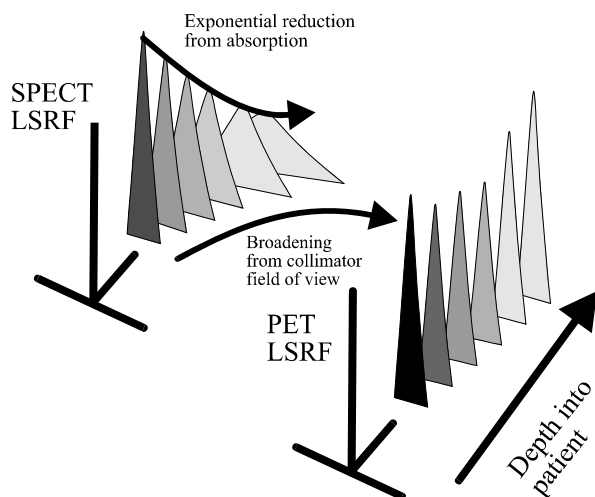 Exponential reduction
from absorption
SPECT
LSRF
Broadening
from collimator
field of view
PET
LSRF
Depth into
patient